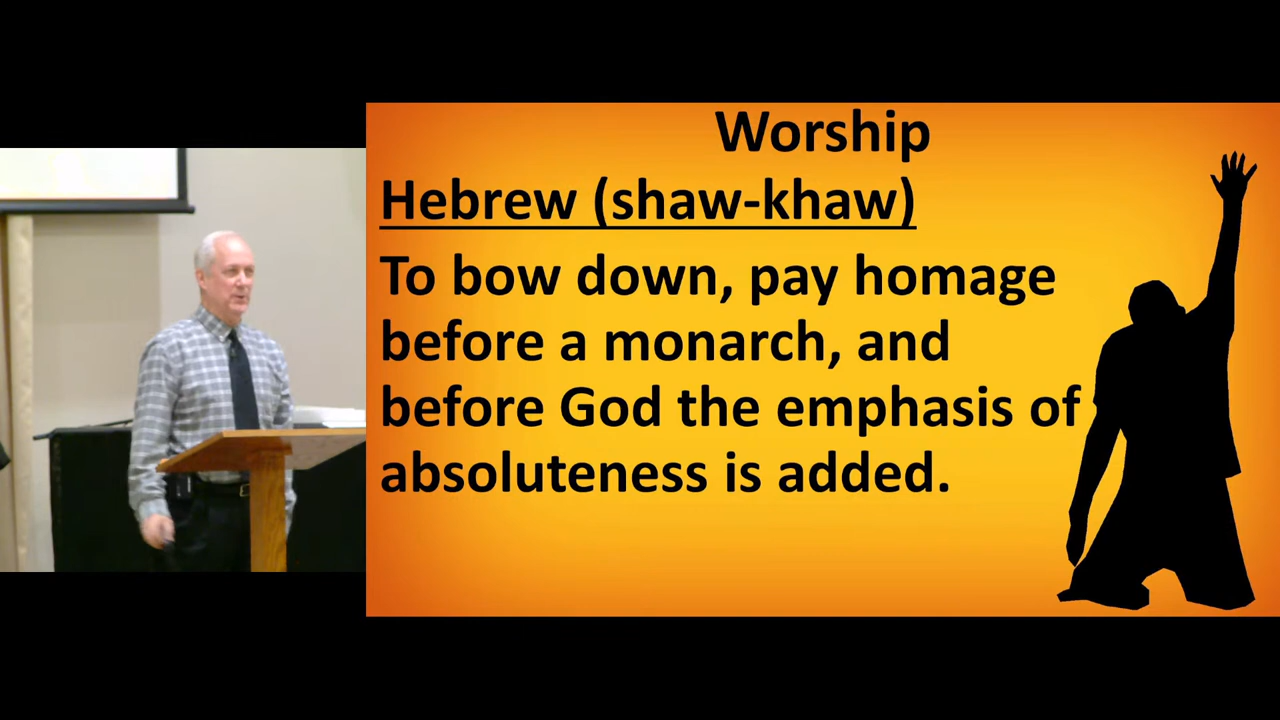 Worship
Hebrew (shaw-khaw)
To bow down, pay homage
before a monarch, and
before God the emphasis of
absoluteness is added.